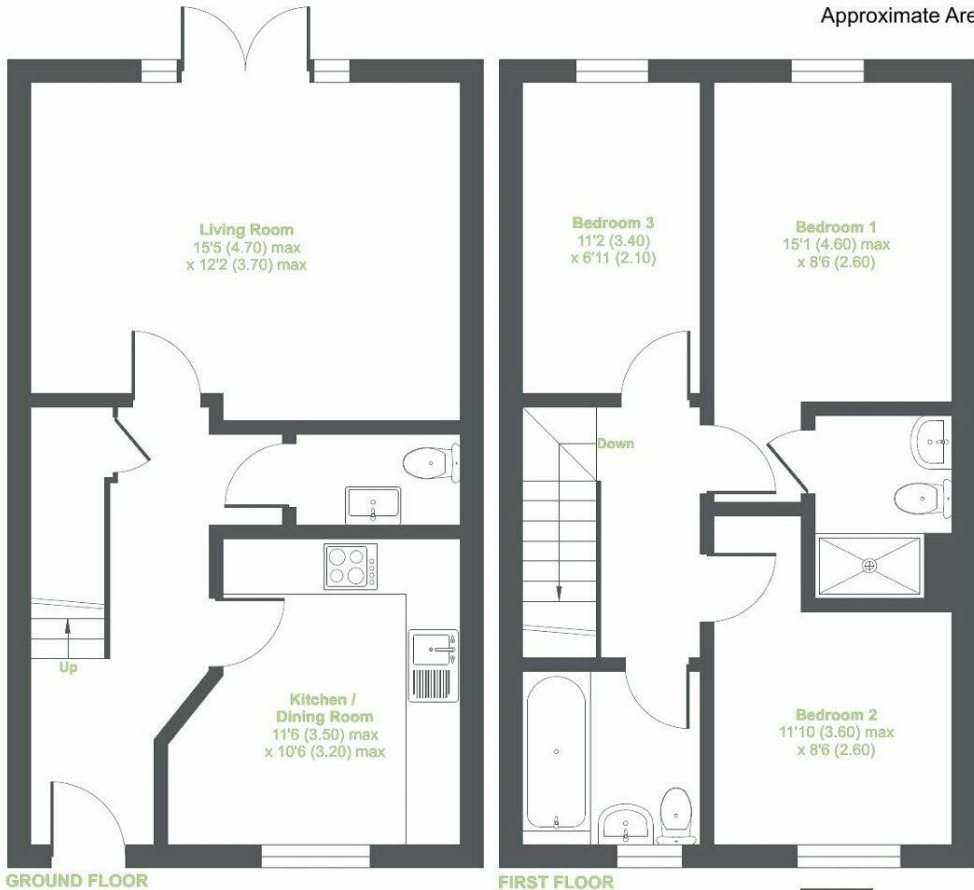 Approximate Are
Living Room
15'5 (4.70) max
x 12'2 (3.70) max
Bedroom 3
11'2 (3.40)
x 6'11 (2.10)
Bedroom 1
15'1 (4.60) max
x 8'6 (2.60)
Down
Up
Kitchen /
Dining Room
11'6 (3.50) max
x 10'6 (3.20) max
Bedroom 2
11'10 (3.60) max
x 8'6 (2.60)
GROUND FLOOR
FIRST FLOOR